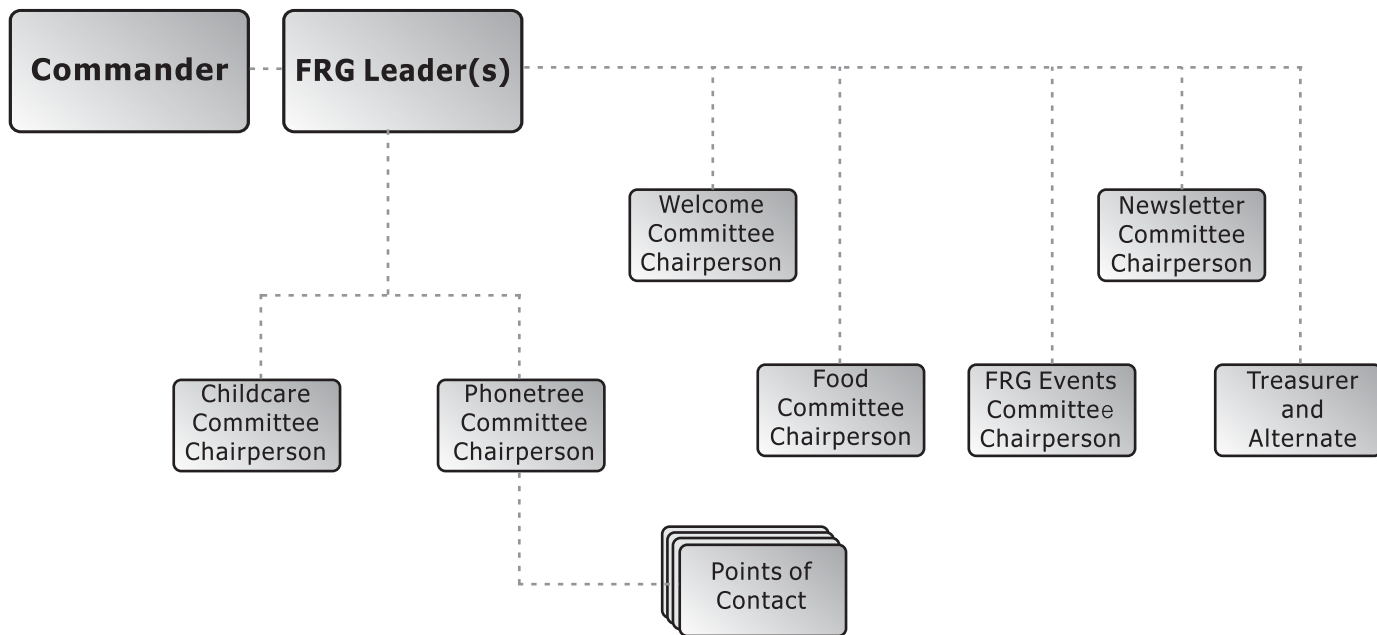 Commander
FRG Leader(s)
Welcome
Committee
Chairperson
Newsletter
Committee
Chairperson
Childcare
Committee
Chairperson
Phonetree
Committee
Chairperson
Food
Committee
Chairperson
FRG Events
Committee
Chairperson
Treasurer
and
Alternate
Points of
Contact